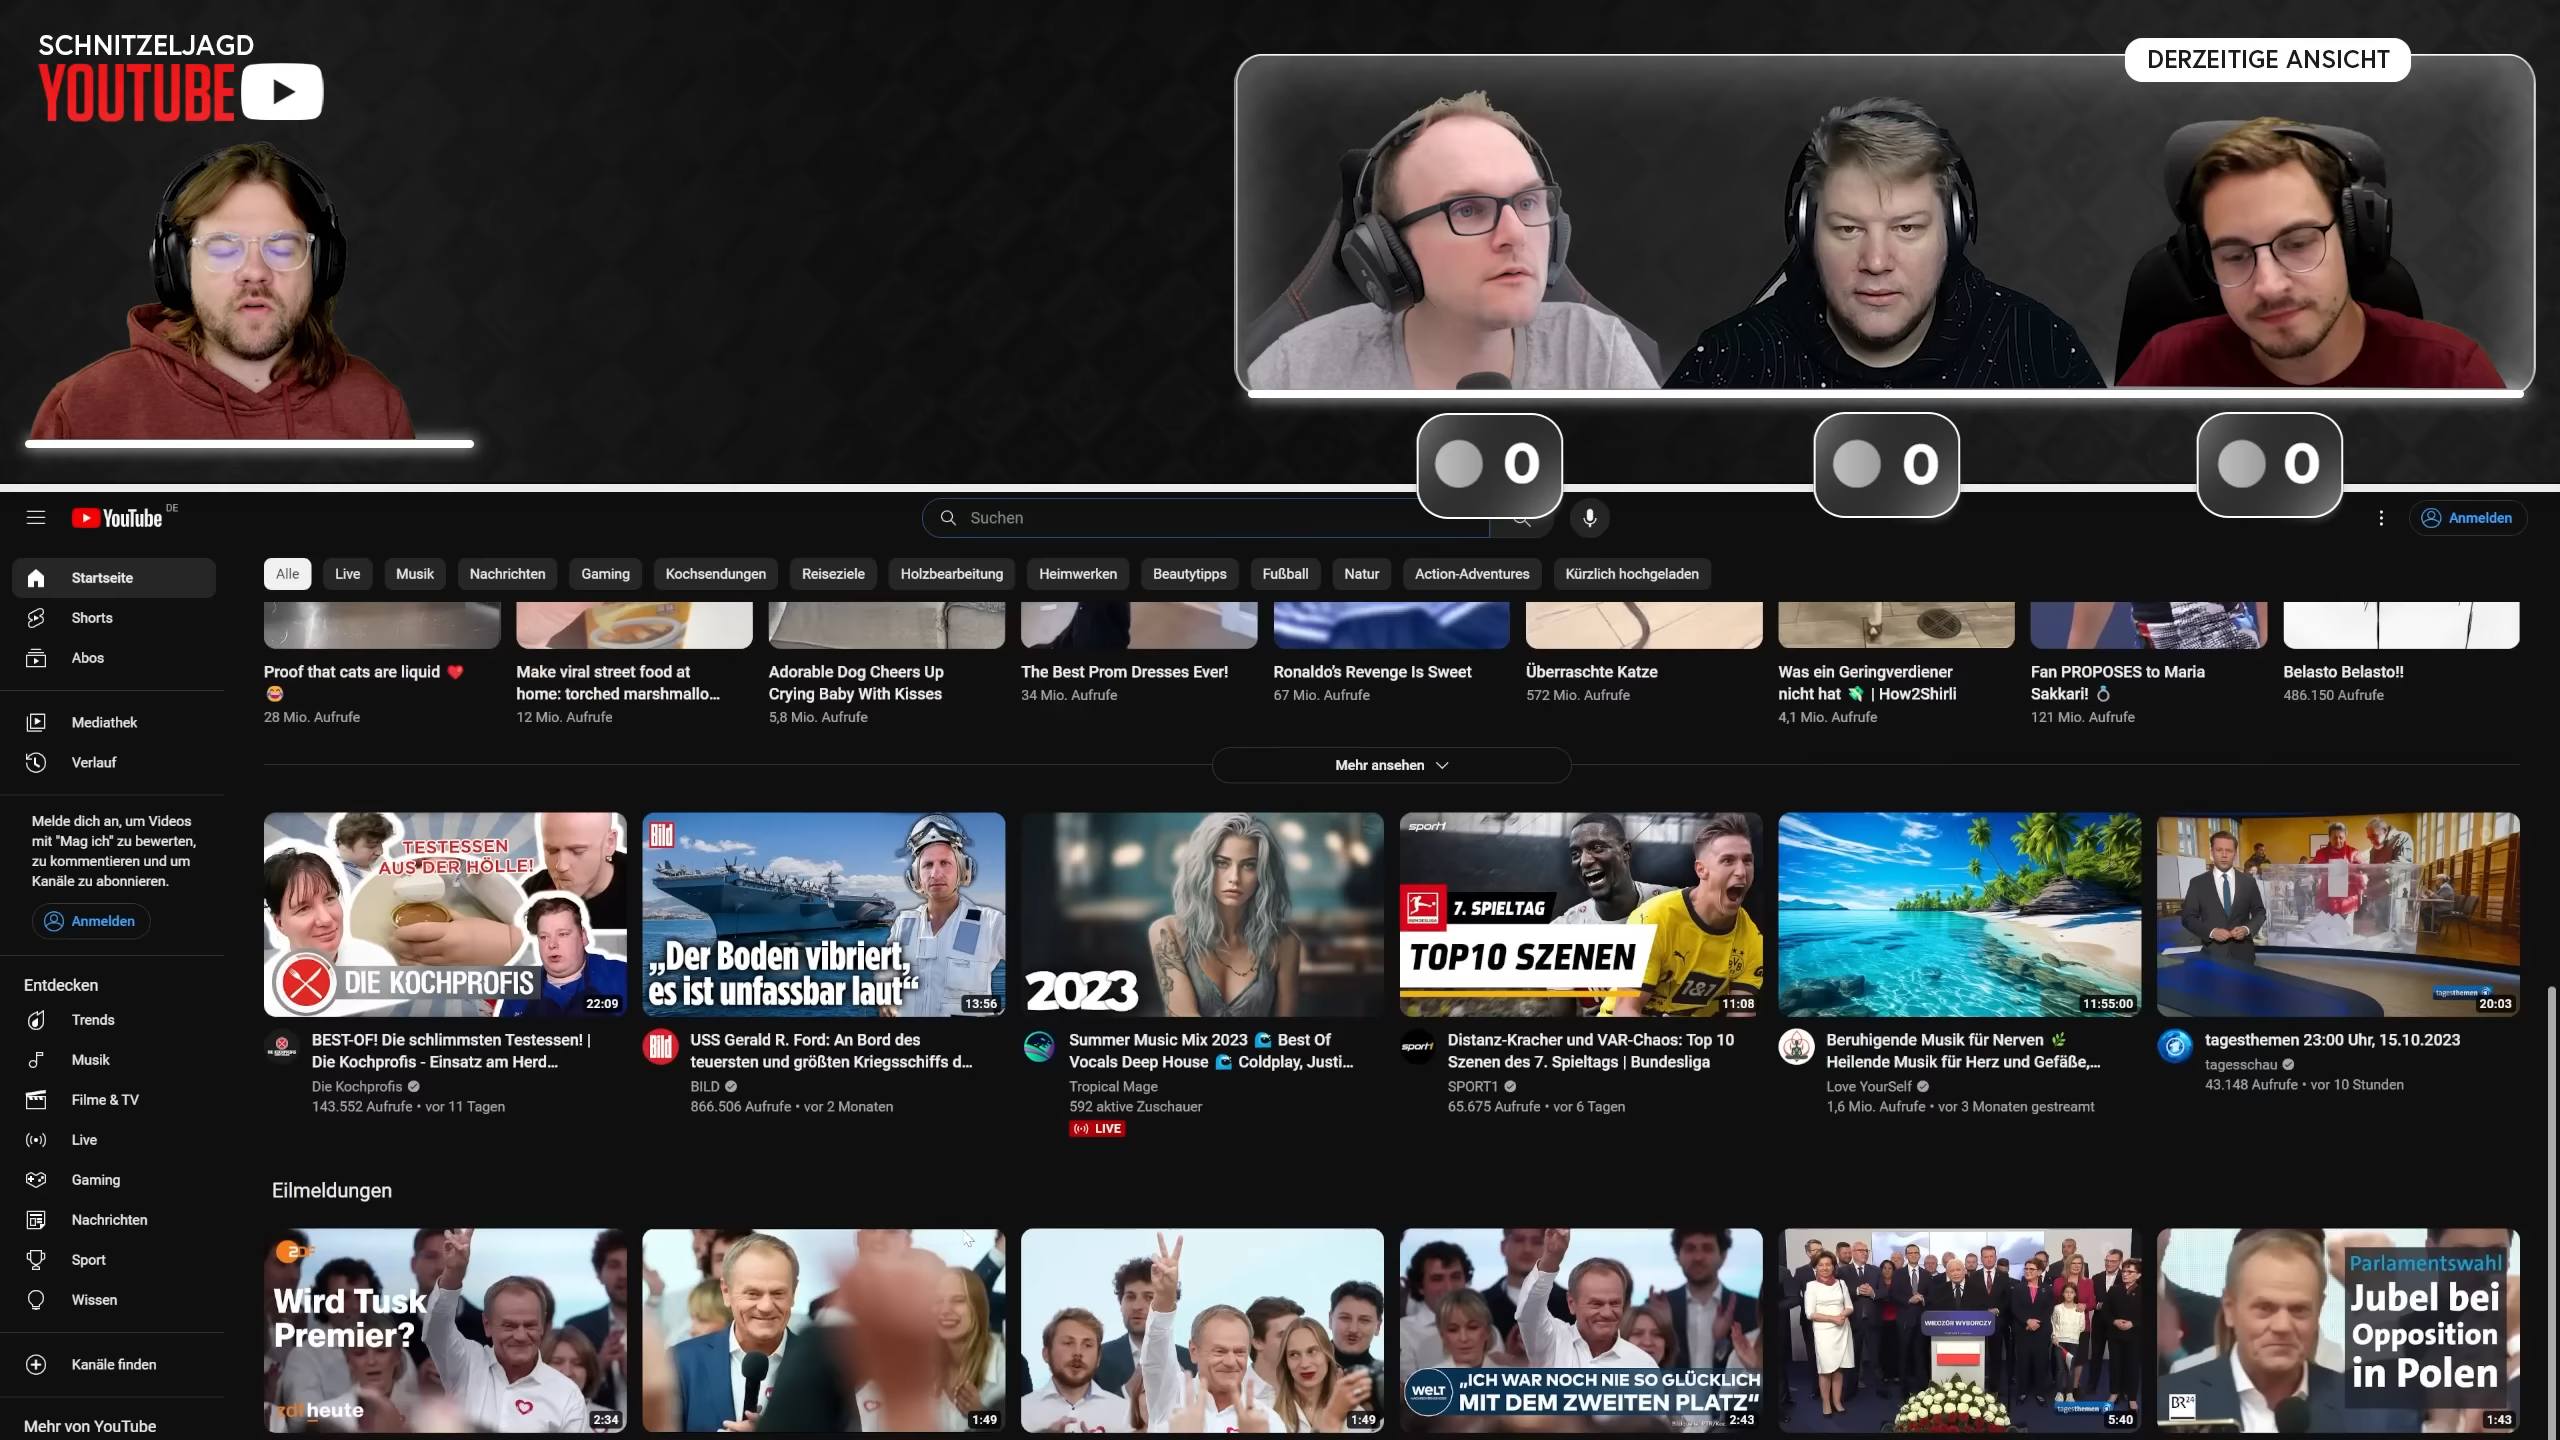 SCHNITZELJAGD
YOUTUBE
DERZEITIGE ANSICHT
0
0
0
YouTube DE
Suchen
Anmelden
Startseite
Shorts
Abos
Mediathek
Verlauf
Melde dich an, um Videos
mit "Mag ich" zu bewerten,
zu kommentieren und um
Kanäle zu abonnieren.
Anmelden
Entdecken
Trends
Musik
Filme & TV
Live
Gaming
Nachrichten
Sport
Wissen
Kanäle finden
Mehr von YouTube
Alle
Live
Musik
Nachrichten
Gaming
Kochsendungen
Reiseziele
Holzbearbeitung
Heimwerken
Beautytipps
Fußball
Natur
Action-Adventures
Kürzlich hochgeladen
Proof that cats are liquid ❤️
😂
28 Mio. Aufrufe
Make viral street food at
home: torched marshmallo...
12 Mio. Aufrufe
Adorable Dog Cheers Up
Crying Baby With Kisses
5,8 Mio. Aufrufe
The Best Prom Dresses Ever!
34 Mio. Aufrufe
Ronaldo's Revenge Is Sweet
67 Mio. Aufrufe
Überraschte Katze
572 Mio. Aufrufe
Was ein Geringverdiener
nicht hat 💸 | How2Shirli
4,1 Mio. Aufrufe
Fan PROPOSES to Maria
Sakkari! 💍
121 Mio. Aufrufe
Belasto Belasto!!
486.150 Aufrufe
Mehr ansehen
TESTESSEN
AUS DER HÖLLE!
DIE KOCHPROFIS
22:09
BEST-OF! Die schlimmsten Testessen! |
Die Kochprofis - Einsatz am Herd...
Die Kochprofis
143.552 Aufrufe • vor 11 Tagen
Bild
„Der Boden vibriert,
es ist unfassbar laut“
13:56
Bild
USS Gerald R. Ford: An Bord des
teuersten und größten Kriegsschiffs d...
BILD
866.506 Aufrufe • vor 2 Monaten
2023
Summer Music Mix 2023 🌊 Best Of
Vocals Deep House 🌊 Coldplay, Justi...
Tropical Mage
592 aktive Zuschauer
LIVE
sport1
7. SPIELTAG
BUNDESLIGA
TOP10 SZENEN
1&1
11:08
sport1
Distanz-Kracher und VAR-Chaos: Top 10
Szenen des 7. Spieltags | Bundesliga
SPORT1
65.675 Aufrufe • vor 6 Tagen
11:55:00
Beruhigende Musik für Nerven 🌿
Heilende Musik für Herz und Gefäße,...
Love YourSelf
1,6 Mio. Aufrufe • vor 3 Monaten gestreamt
tagesthemen
20:03
tagesthemen 23:00 Uhr, 15.10.2023
tagesschau
43.148 Aufrufe • vor 10 Stunden
Eilmeldungen
ZDF
Wird Tusk
Premier?
zdfheute
2:34
1:49
1:49
WELT
„ICH WAR NOCH NIE SO GLÜCKLICH
MIT DEM ZWEITEN PLATZ“
2:43
WIECZÓR WYBORCZY
tagesthemen
5:40
Parlamentswahl
Jubel bei
Opposition
in Polen
BR24
1:43